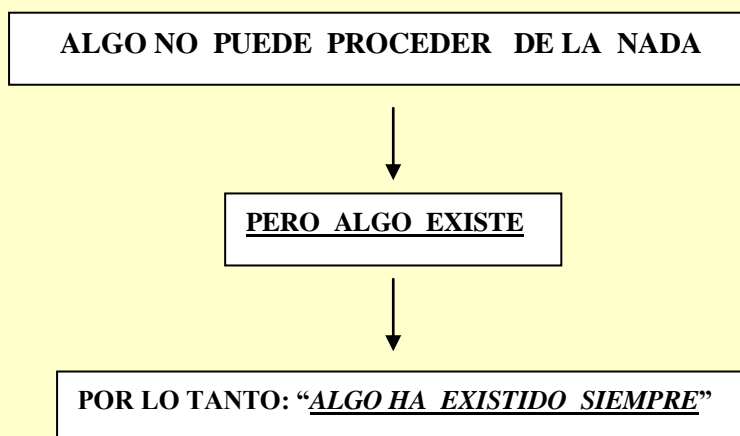 ALGO NO PUEDE PROCEDER DE LA NADA
PERO ALGO EXISTE
POR LO TANTO: “ALGO HA EXISTIDO SIEMPRE”